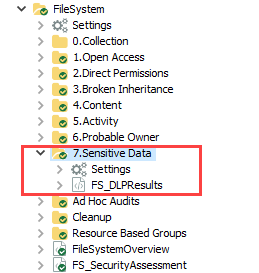 FileSystem
Settings
0.Collection
1.Open Access
2.Direct Permissions
3.Broken Inheritance
4.Content
5.Activity
6.Probable Owner
7.Sensitive Data
Settings
FS_DLPResults
Ad Hoc Audits
Cleanup
Resource Based Groups
FileSystemOverview
FS_SecurityAssessment